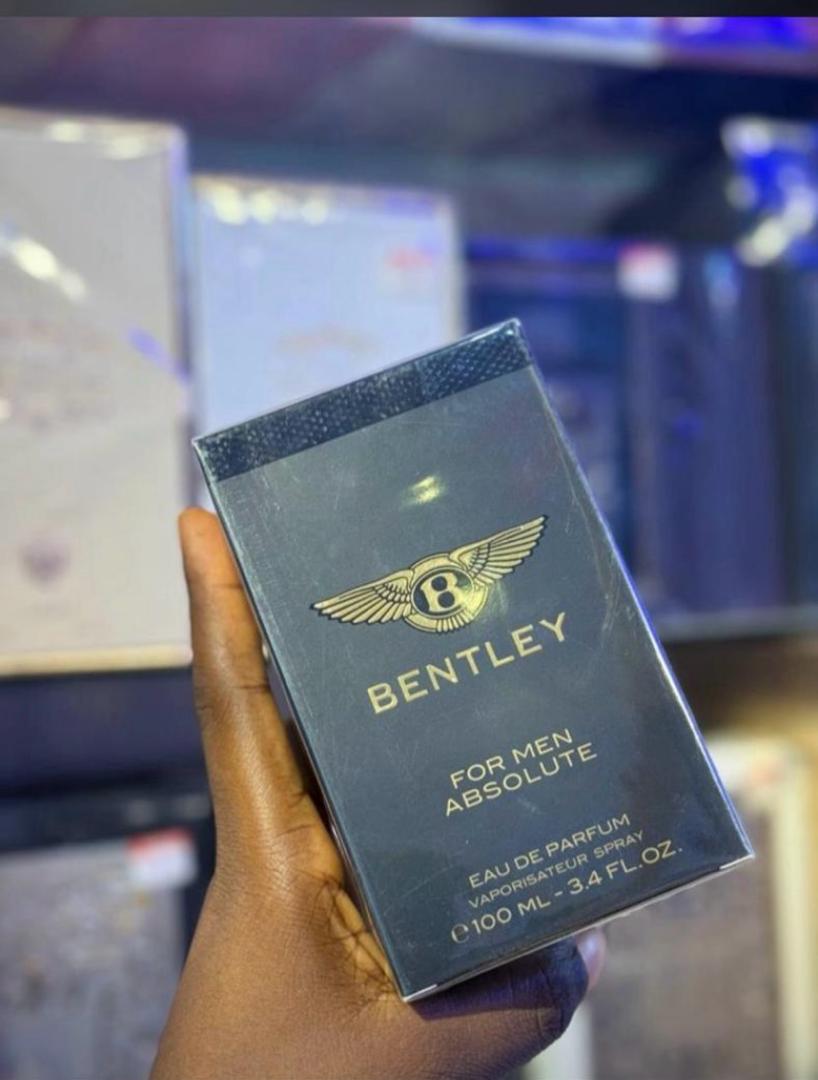 B
BENTLEY
FOR MEN
ABSOLUTE
EAU DE PARFUM
VAPORISATEUR SPRAY
℮100 ML - 3.4 FL.OZ.